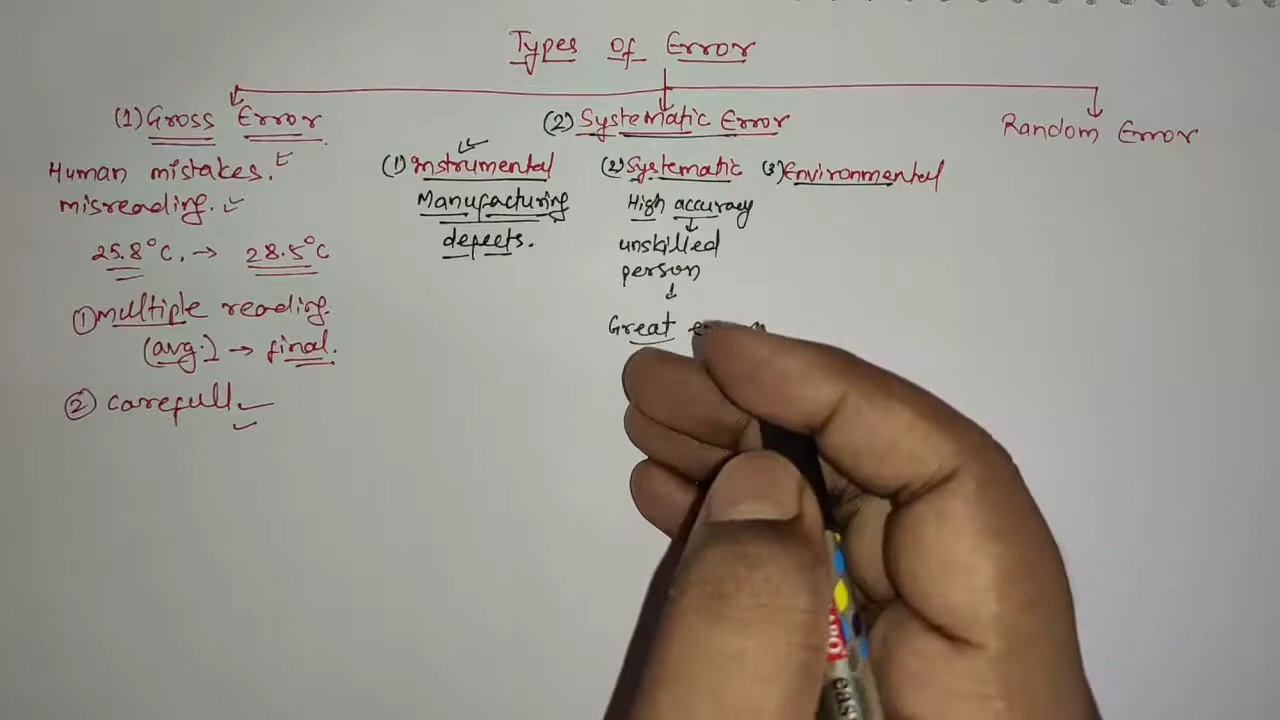 Types of Error
(1) Gross Error
Human mistakes.
misreading.
25.8°C, → 28.5°C
① multiple reading.
(avg.) → final.
② carefull
(2) Systematic Error
(1) Instrumental
Manufacturing
defects.
(2) Systematic
High accuracy
unskilled
person
Great
(3) Environmental
Random Error